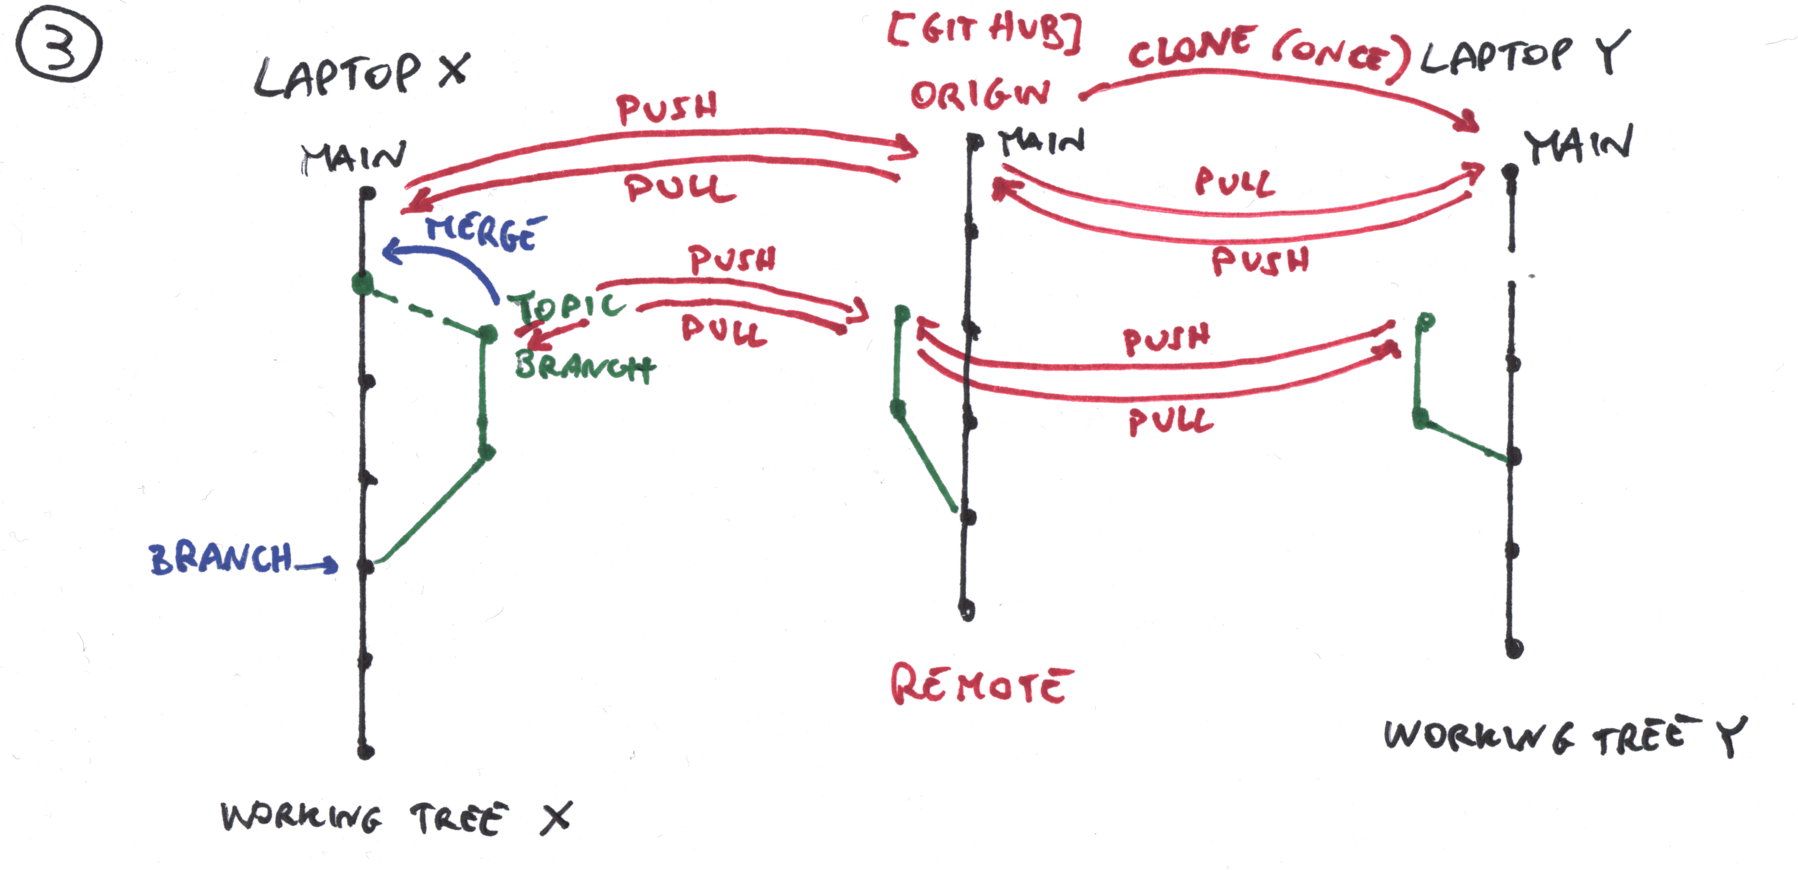 3
[GIT HUB]
LAPTOP X
ORIGIN
CLONE (ONCE)
LAPTOP Y
MAIN
PUSH
PULL
MAIN
PULL
PUSH
MAIN
MERGE
TOPIC
BRANCH
PUSH
PULL
PUSH
PULL
BRANCH
REMOTE
WORKING TREE X
WORKING TREE Y